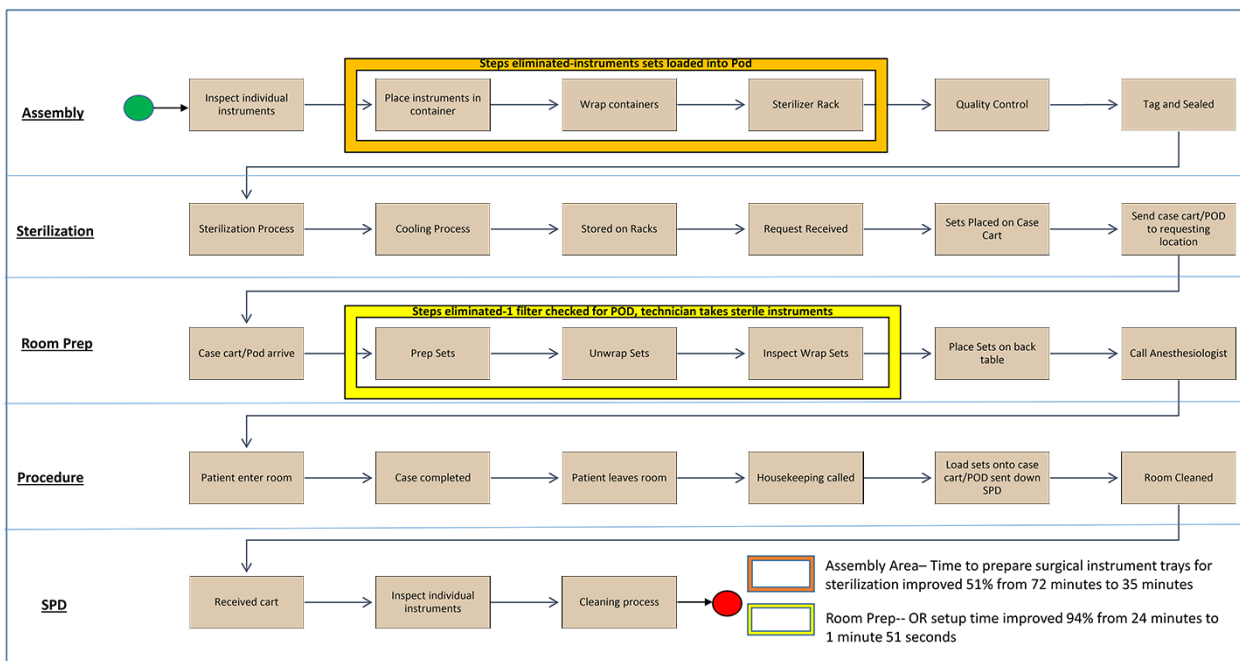 Steps eliminated-instruments sets loaded into Pod
Assembly
Inspect individual
instruments
Place instruments in
container
Wrap containers
Sterilizer Rack
Quality Control
Tag and Sealed
Sterilization
Sterilization Process
Cooling Process
Stored on Racks
Request Received
Sets Placed on Case
Cart
Send case cart/POD
to requesting
location
Steps eliminated-1 filter checked for POD, technician takes sterile instruments
Room Prep
Case cart/Pod arrive
Prep Sets
Unwrap Sets
Inspect Wrap Sets
Place Sets on back
table
Call Anesthesiologist
Procedure
Patient enter room
Case completed
Patient leaves room
Housekeeping called
Load sets onto case
cart/POD sent down
SPD
Room Cleaned
SPD
Received cart
Inspect individual
instruments
Cleaning process
Assembly Area– Time to prepare surgical instrument trays for
sterilization improved 51% from 72 minutes to 35 minutes
Room Prep-- OR setup time improved 94% from 24 minutes to
1 minute 51 seconds